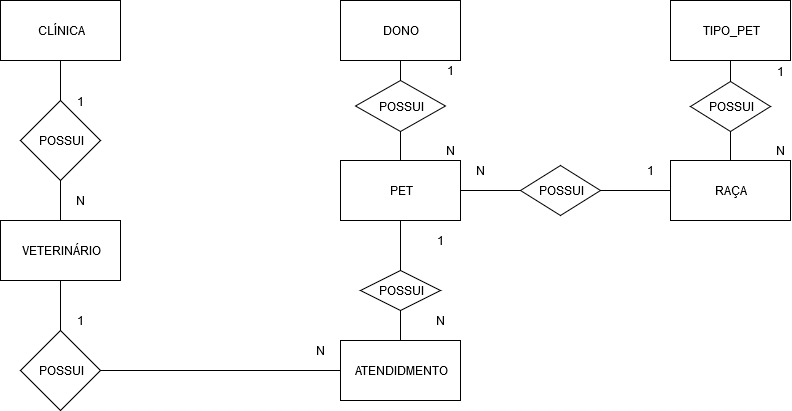 CLÍNICA
DONO
TIPO_PET
1
1
1
POSSUI
POSSUI
POSSUI
N
N
N
PET
N
POSSUI
1
RAÇA
VETERINÁRIO
1
POSSUI
1
N
N
POSSUI
ATENDIDMENTO